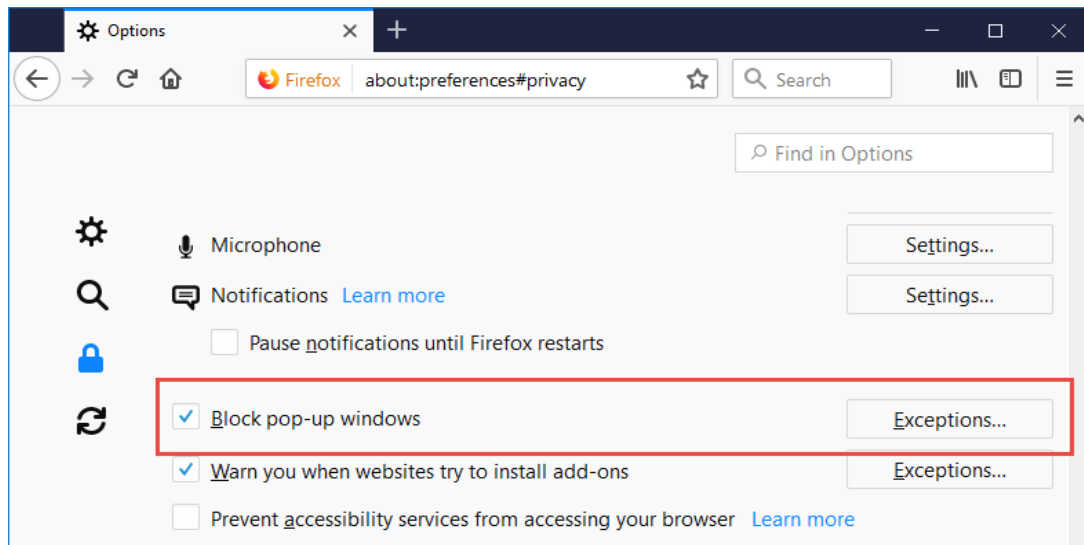 Options
Firefox about:preferences#privacy Search
Find in Options
Microphone Settings...
Notifications Learn more Settings...
Pause notifications until Firefox restarts
Block pop-up windows Exceptions...
Warn you when websites try to install add-ons Exceptions...
Prevent accessibility services from accessing your browser Learn more